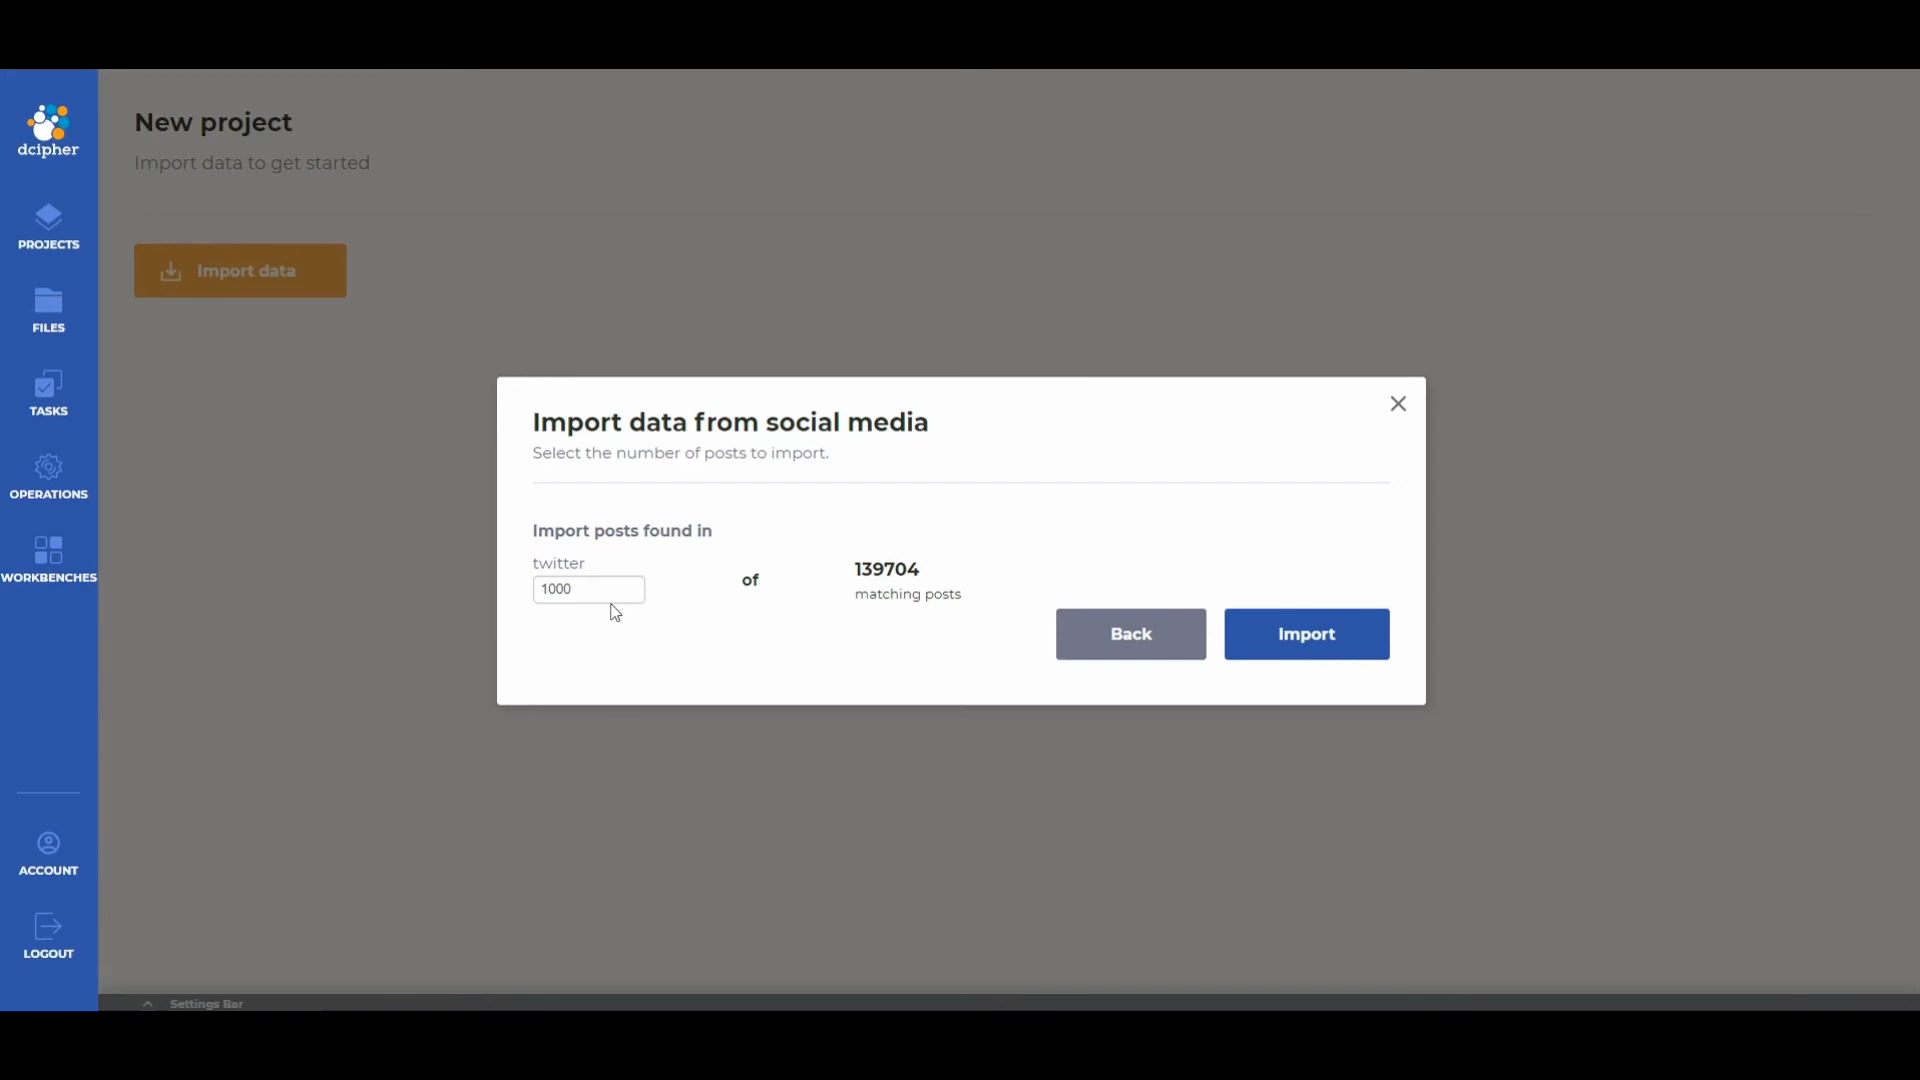 dcipher
PROJECTS
FILES
TASKS
OPERATIONS
WORKBENCHES
ACCOUNT
LOGOUT
New project
Import data to get started
Import data
Import data from social media
Select the number of posts to import.
Import posts found in
twitter
1000
of
139704
matching posts
Back
Import
Settings Bar